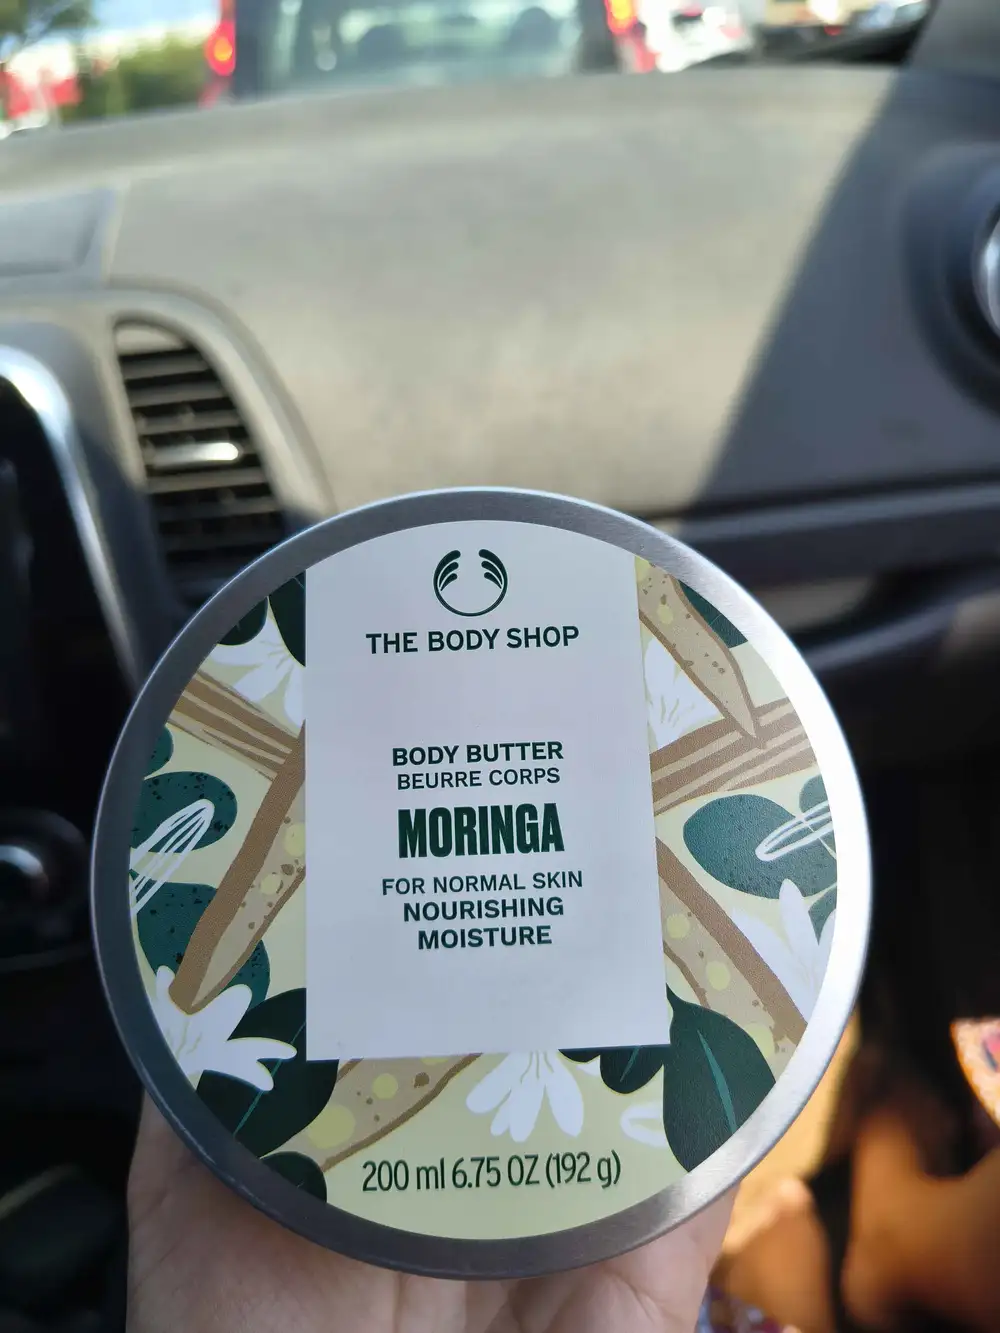 THE BODY SHOP
BODY BUTTER
BEURRE CORPS
MORINGA
FOR NORMAL SKIN
NOURISHING
MOISTURE
200 ml 6.75 OZ (192 g)